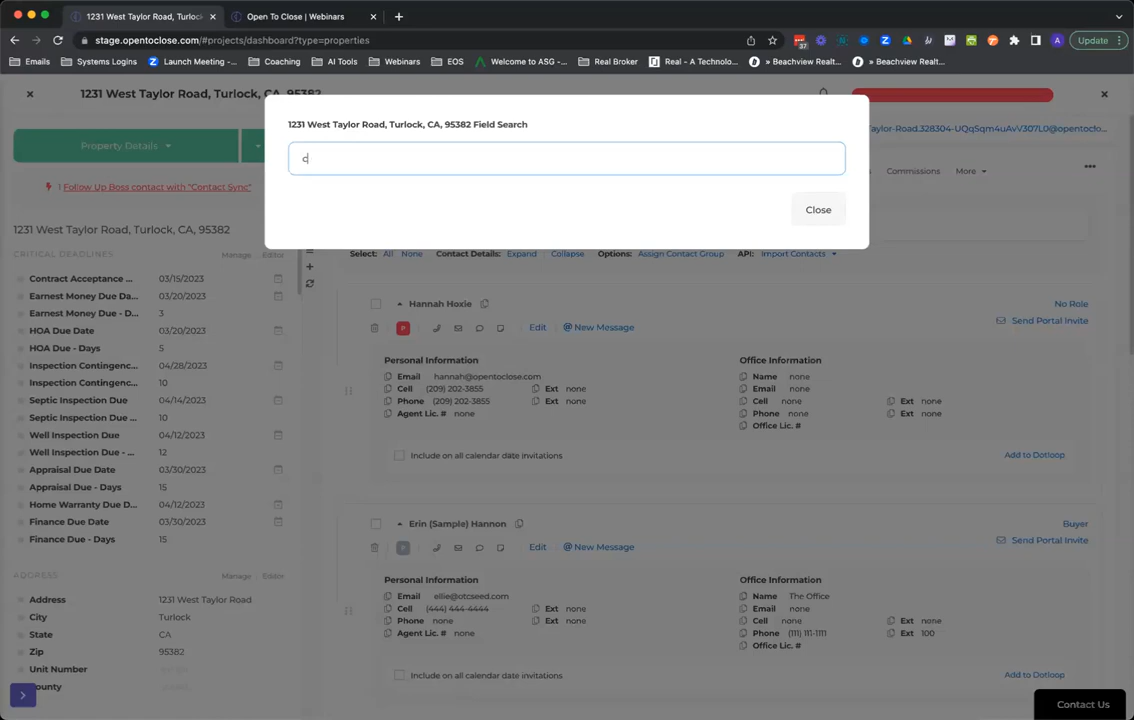 1231 West Taylor Road, Turlock
Open To Close | Webinars
stage.opentoclose.com/#projects/dashboard?type=properties
37
A
Update
Emails
Systems Logins
Launch Meeting -...
Coaching
AI Tools
Webinars
EOS
Welcome to ASG -...
Real Broker
Real - A Technolo...
» Beachview Realt...
» Beachview Realt...
1231 West Taylor Road, Turlock, CA, 95382
1231 West Taylor Road, Turlock, CA, 95382 Field Search
c
Close
Property Details
Commissions
More
1 Follow Up Boss contact with "Contact Sync"
1231 West Taylor Road, Turlock, CA, 95382
CRITICAL DEADLINES Manage Editor
Contract Acceptance ... 03/15/2023
Earnest Money Due Da... 03/20/2023
Earnest Money Due - D... 3
HOA Due Date 03/20/2023
HOA Due - Days 5
Inspection Contingenc... 04/28/2023
Inspection Contingenc... 10
Septic Inspection Due 04/14/2023
Septic Inspection Due ... 10
Well Inspection Due 04/12/2023
Well Inspection Due - ... 12
Appraisal Due Date 03/30/2023
Appraisal Due - Days 15
Home Warranty Due D... 04/12/2023
Finance Due Date 03/30/2023
Finance Due - Days 15
ADDRESS Manage Editor
Address 1231 West Taylor Road
City Turlock
State CA
Zip 95382
Unit Number
ounty
Select: All None Contact Details: Expand Collapse Options: Assign Contact Group API: Import Contacts
Hannah Hoxie No Role
P Edit @ New Message Send Portal Invite
Personal Information Office Information
Email hannah@opentoclose.com Name none
Cell (209) 202-3855 Ext none Email none
Phone (209) 202-3855 Ext none Cell none Ext none
Agent Lic. # none Phone none Ext none
Office Lic. #
Include on all calendar date invitations Add to Dotloop
Erin (Sample) Hannon Buyer
P Edit @ New Message Send Portal Invite
Personal Information Office Information
Email ellie@otcseed.com Name The Office
Cell (444) 444-4444 Ext none Email none
Phone none Ext none Cell none Ext none
Agent Lic. # none Phone (111) 111-1111 Ext 100
Office Lic. #
Include on all calendar date invitations Add to Dotloop
Contact Us